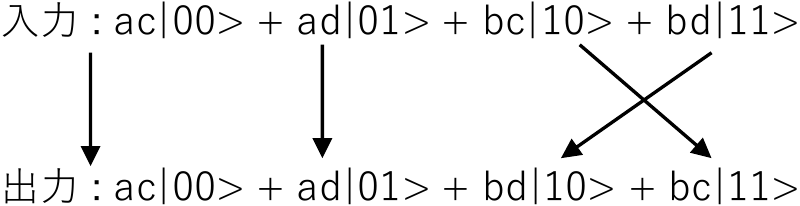 入力 : ac|00> + ad|01> + bc|10> + bd|11>
出力 : ac|00> + ad|01> + bd|10> + bc|11>